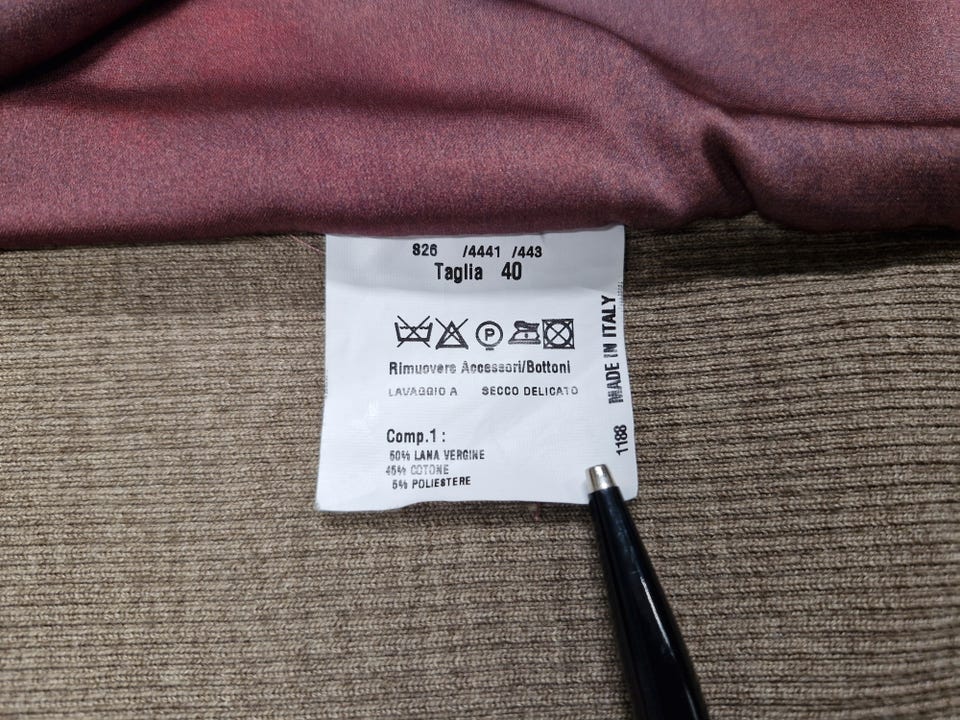 826 /4441 /443
Taglia 40
P
Rimuovere Accessori/Bottoni
LAVAGGIO A SECCO DELICATO
Comp.1 :
50% LANA VERGINE
45% COTONE
5% POLIESTERE
MADE IN ITALY
1188